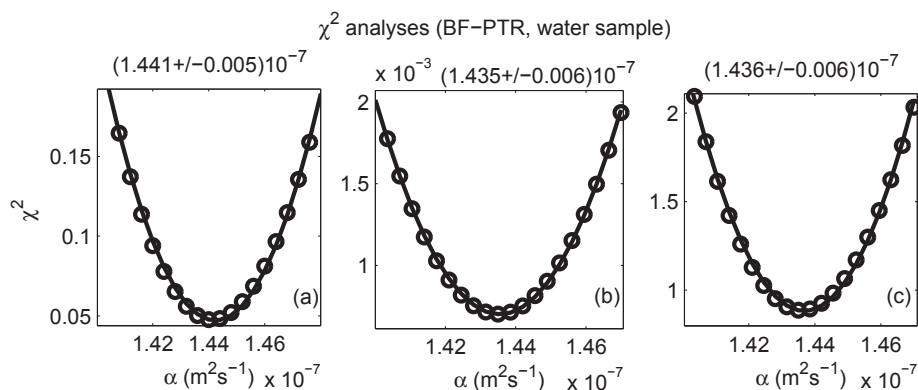 χ² analyses (BF−PTR, water sample)
(1.441+/−0.005)10⁻⁷
x 10⁻³ (1.435+/−0.006)10⁻⁷
(1.436+/−0.006)10⁻⁷
χ²
0.15
0.1
0.05
(a)
1.42 1.44 1.46
α (m²s⁻¹) x 10⁻⁷
2
1.5
1
(b)
1.42 1.44 1.46
α (m²s⁻¹) x 10⁻⁷
2
1.5
1
(c)
1.42 1.44 1.46
α (m²s⁻¹) x 10⁻⁷